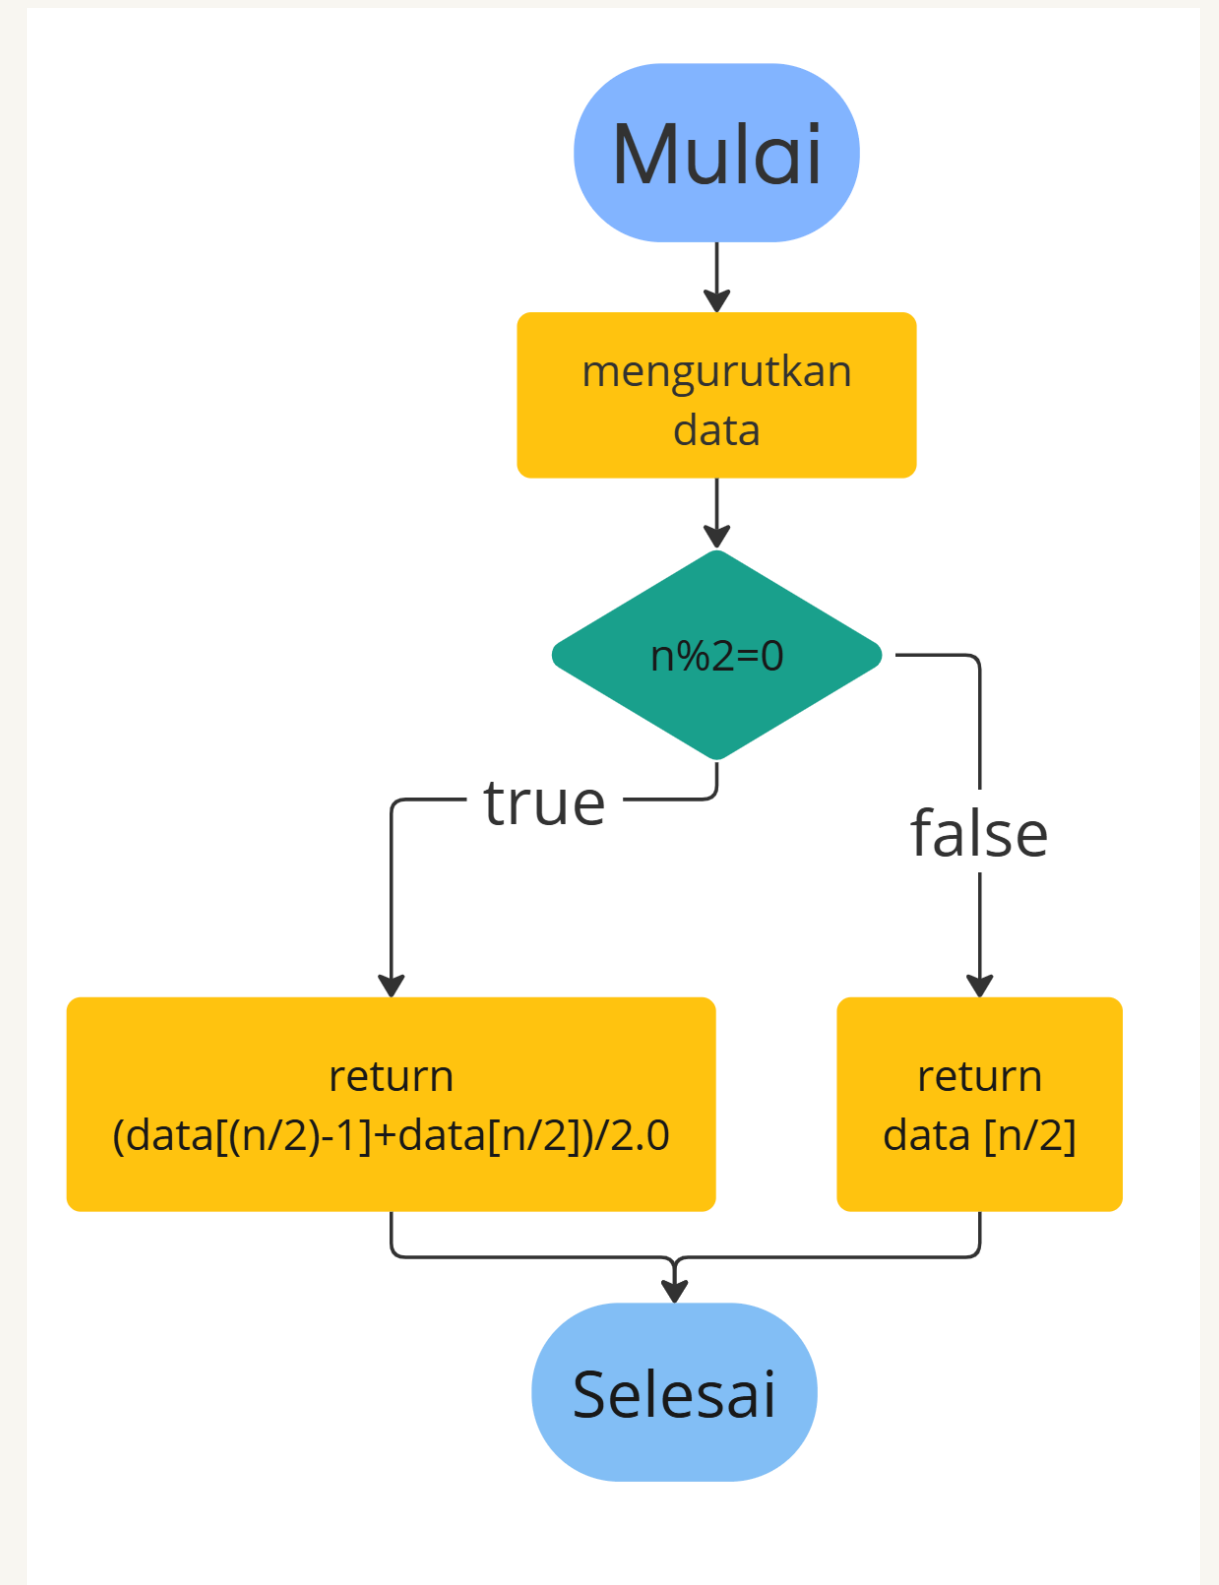 Mulai
mengurutkan
data
n%2=0
true
false
return
(data[(n/2)-1]+data[n/2])/2.0
return
data [n/2]
Selesai